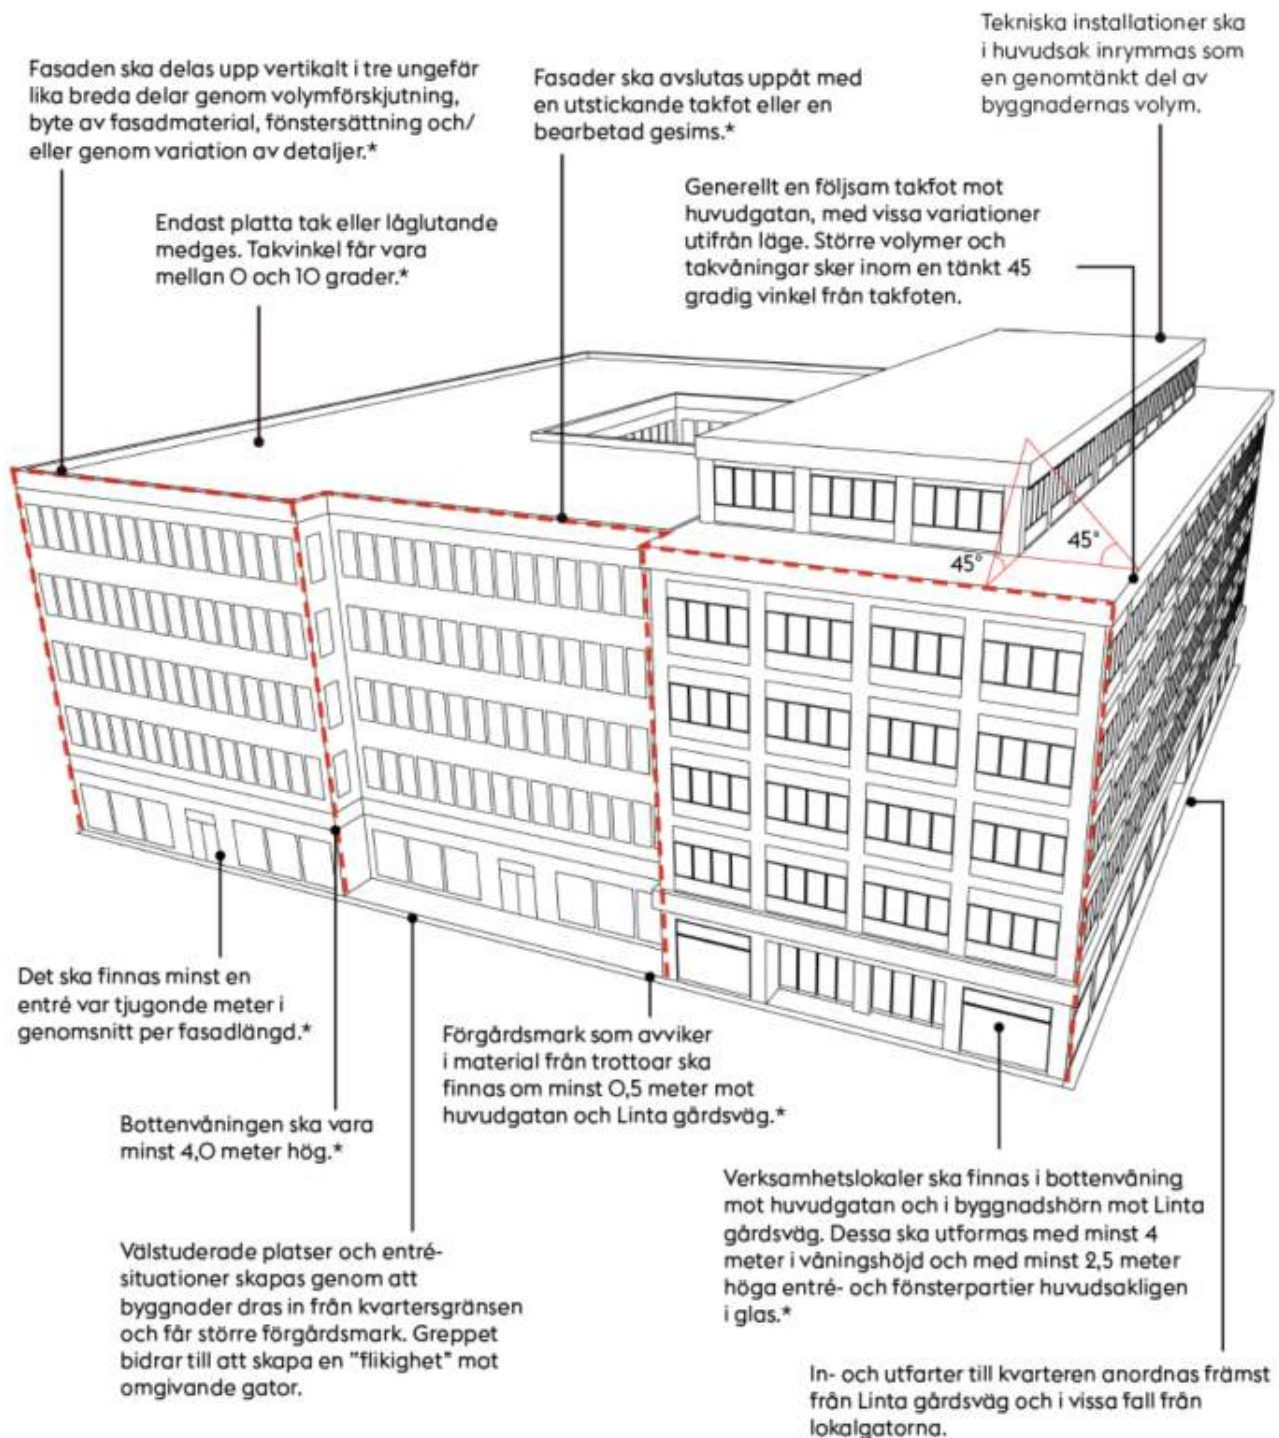 Tekniska installationer ska
i huvudsak inrymmas som
en genomtänkt del av
byggnadernas volym.
Fasaden ska delas upp vertikalt i tre ungefär
lika breda delar genom volymförskjutning,
byte av fasadmaterial, fönstersättning och/
eller genom variation av detaljer.*
Fasader ska avslutas uppåt med
en utstickande takfot eller en
bearbetad gesims.*
Generellt en följsam takfot mot
huvudgatan, med vissa variationer
utifrån läge. Större volymer och
takvåningar sker inom en tänkt 45
gradig vinkel från takfoten.
Endast platta tak eller låglutande
medges. Takvinkel får vara
mellan 0 och 10 grader.*
45°
45°
Det ska finnas minst en
entré var tjugonde meter i
genomsnitt per fasadlängd.*
Förgårdsmark som avviker
i material från trottoar ska
finnas om minst 0,5 meter mot
huvudgatan och Linta gårdsväg.*
Bottenvåningen ska vara
minst 4,0 meter hög.*
Verksamhetslokaler ska finnas i bottenvåning
mot huvudgatan och i byggnadshörn mot Linta
gårdsväg. Dessa ska utformas med minst 4
meter i våningshöjd och med minst 2,5 meter
höga entré- och fönsterpartier huvudsakligen
i glas.*
Välstuderade platser och entré-
situationer skapas genom att
byggnader dras in från kvartersgränsen
och får större förgårdsmark. Greppet
bidrar till att skapa en "flikighet" mot
omgivande gator.
In- och utfarter till kvarteren anordnas främst
från Linta gårdsväg och i vissa fall från
lokalgatorna.